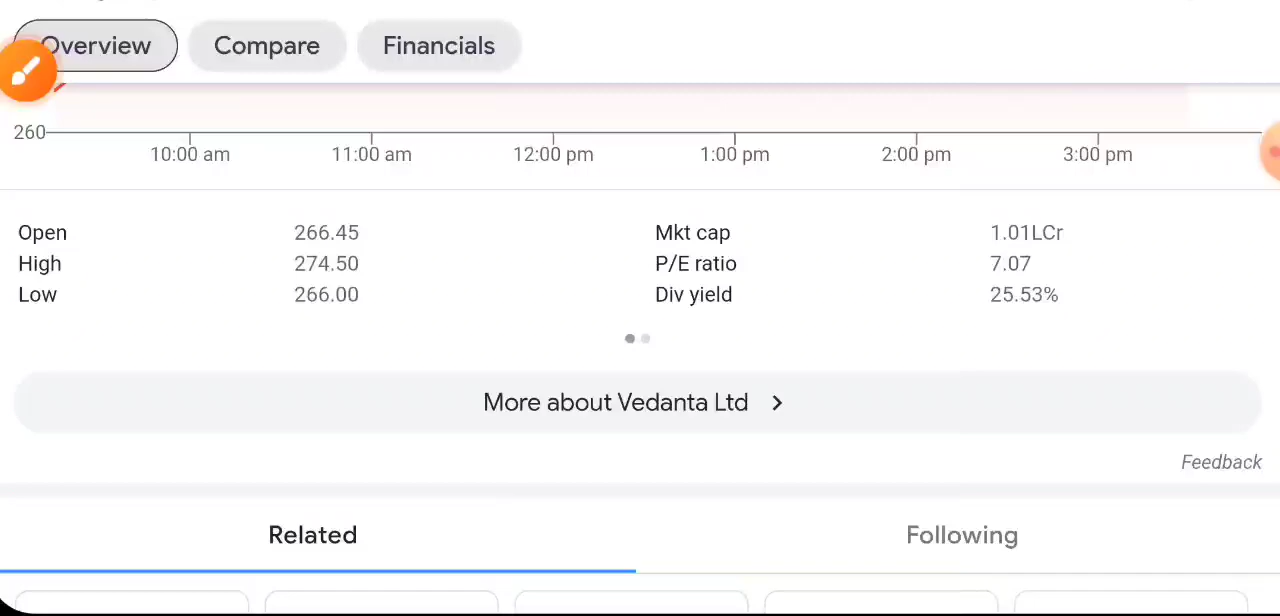 Overview Compare Financials
260
10:00 am 11:00 am 12:00 pm 1:00 pm 2:00 pm 3:00 pm
Open 266.45 Mkt cap 1.01LCr
High 274.50 P/E ratio 7.07
Low 266.00 Div yield 25.53%
More about Vedanta Ltd >
Feedback
Related Following